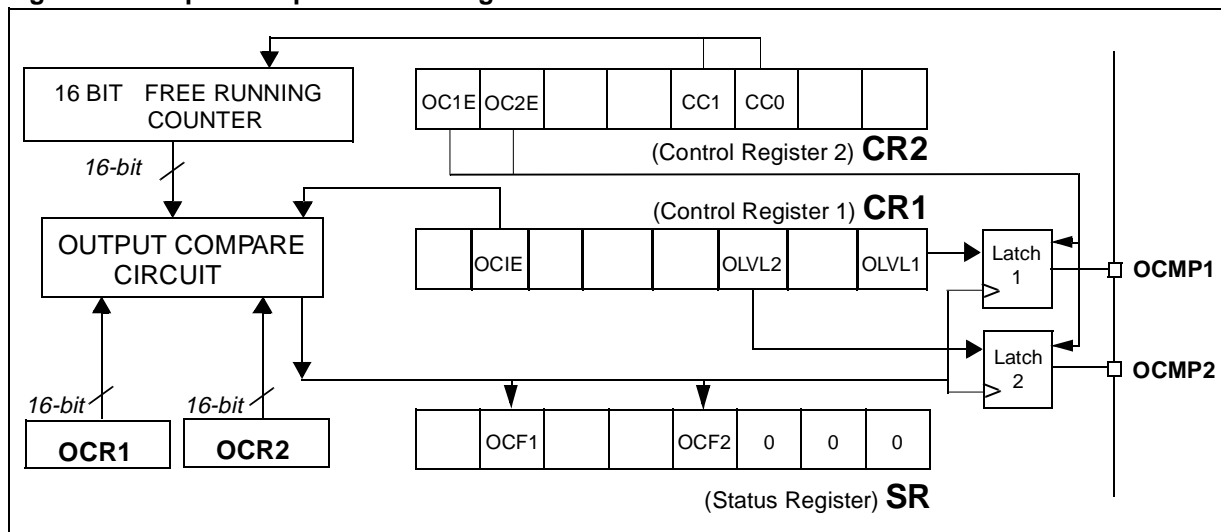 16 BIT FREE RUNNING
COUNTER
OC1E OC2E CC1 CC0
(Control Register 2) CR2
16-bit
(Control Register 1) CR1
OUTPUT COMPARE
CIRCUIT
OCIE OLVL2 OLVL1
Latch
1
OCMP1
Latch
2
OCMP2
16-bit 16-bit
OCR1 OCR2
OCF1 OCF2 0 0 0
(Status Register) SR